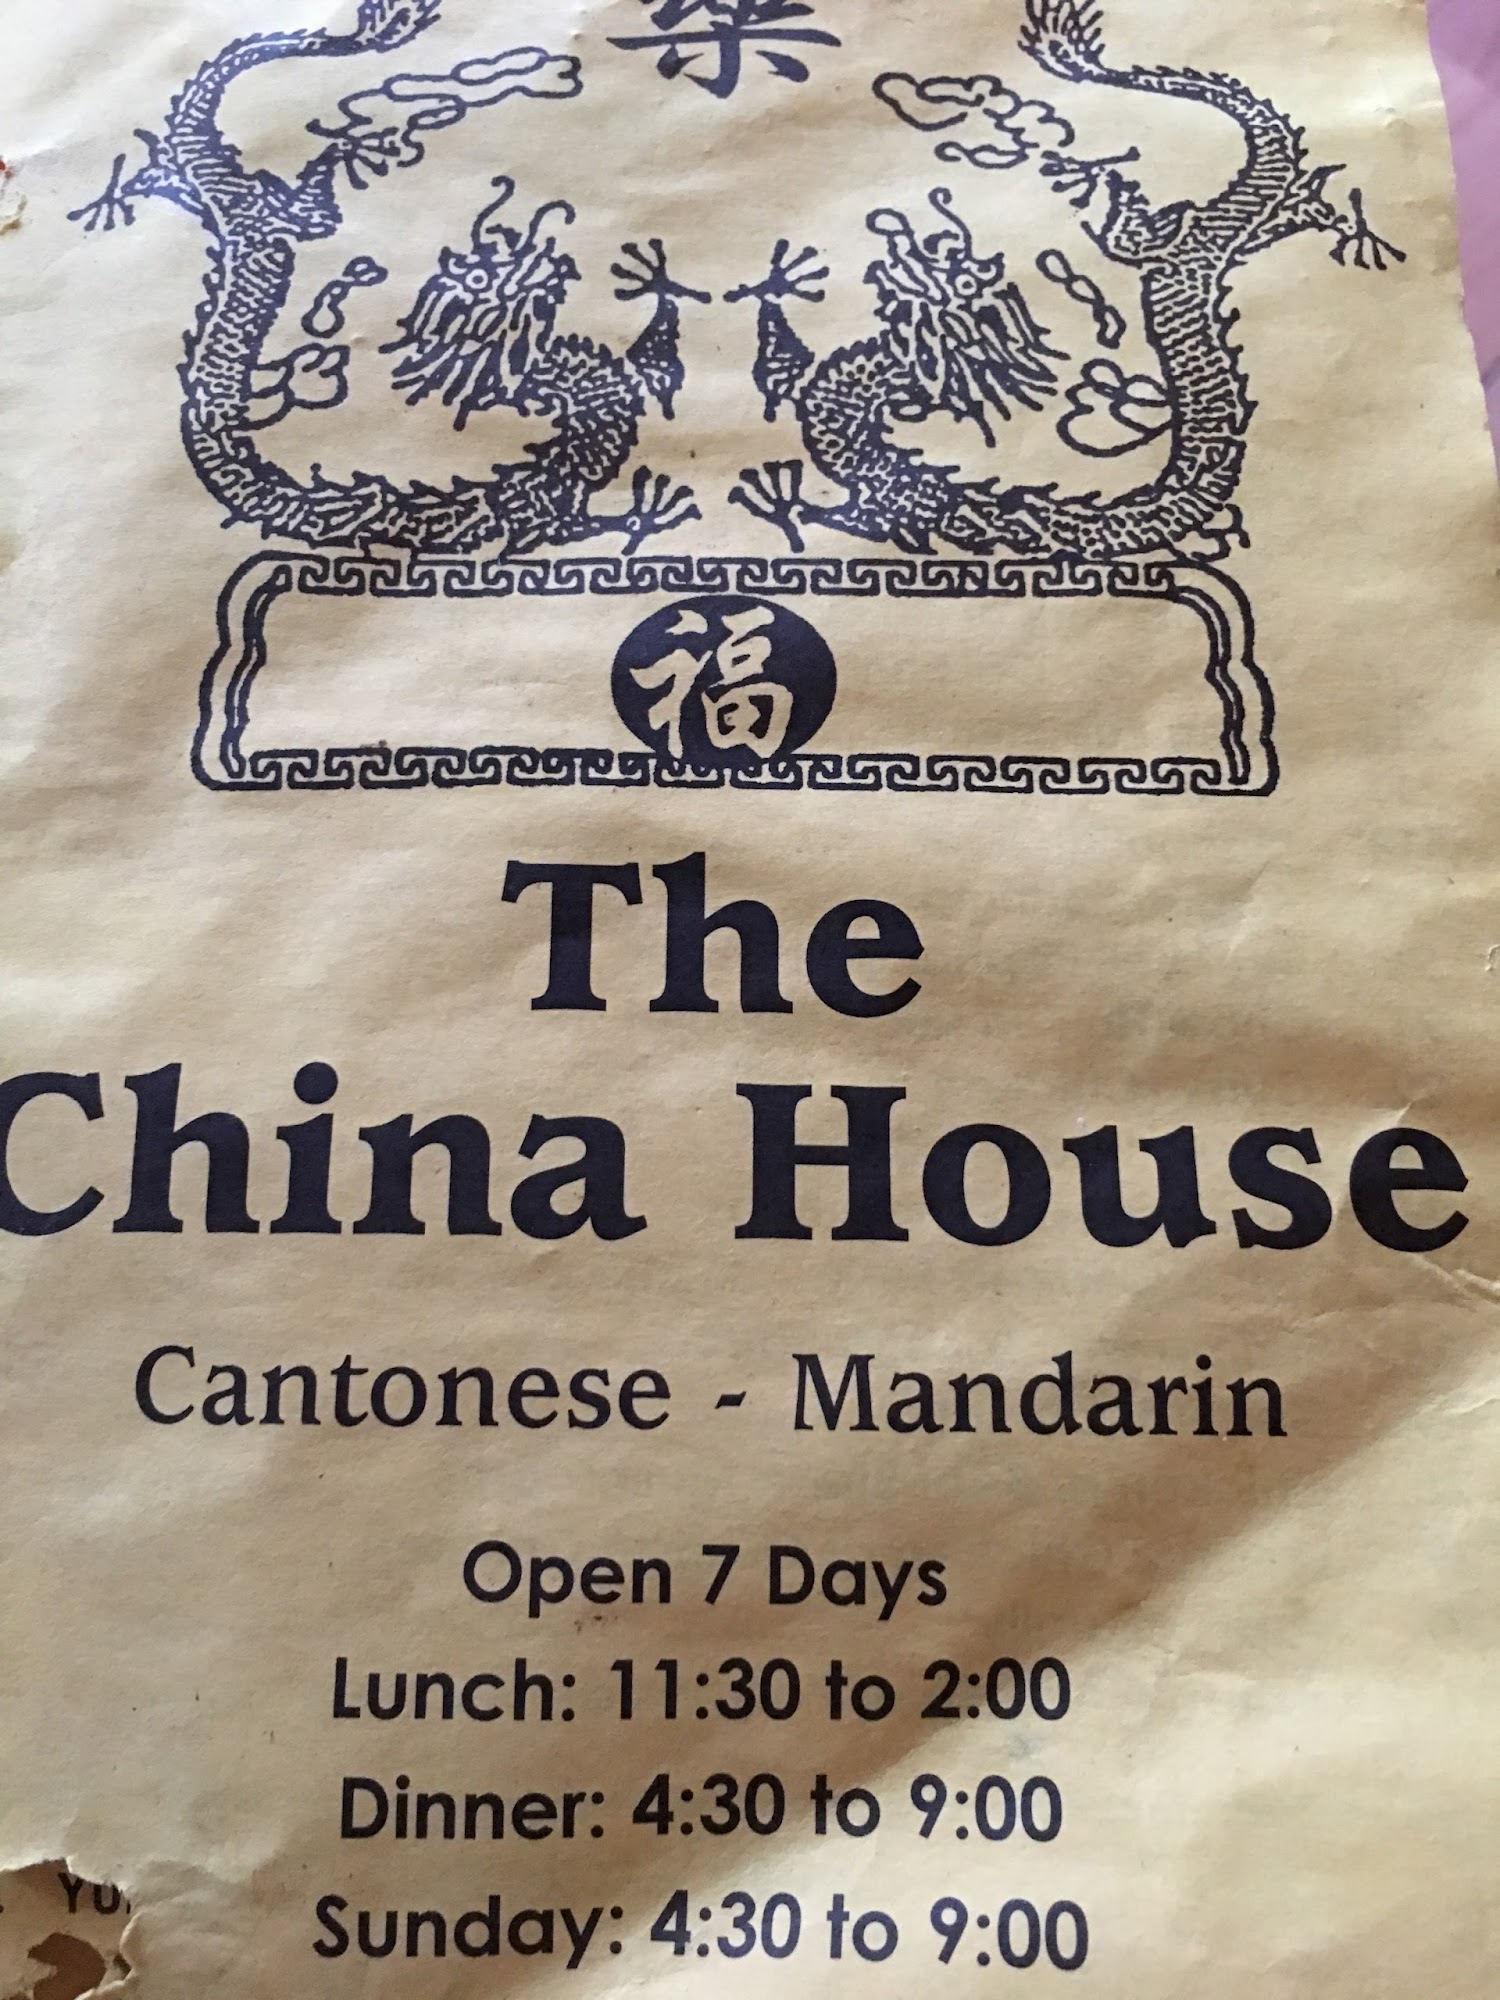 樂
福
The
China House
Cantonese - Mandarin
Open 7 Days
Lunch: 11:30 to 2:00
Dinner: 4:30 to 9:00
Sunday: 4:30 to 9:00